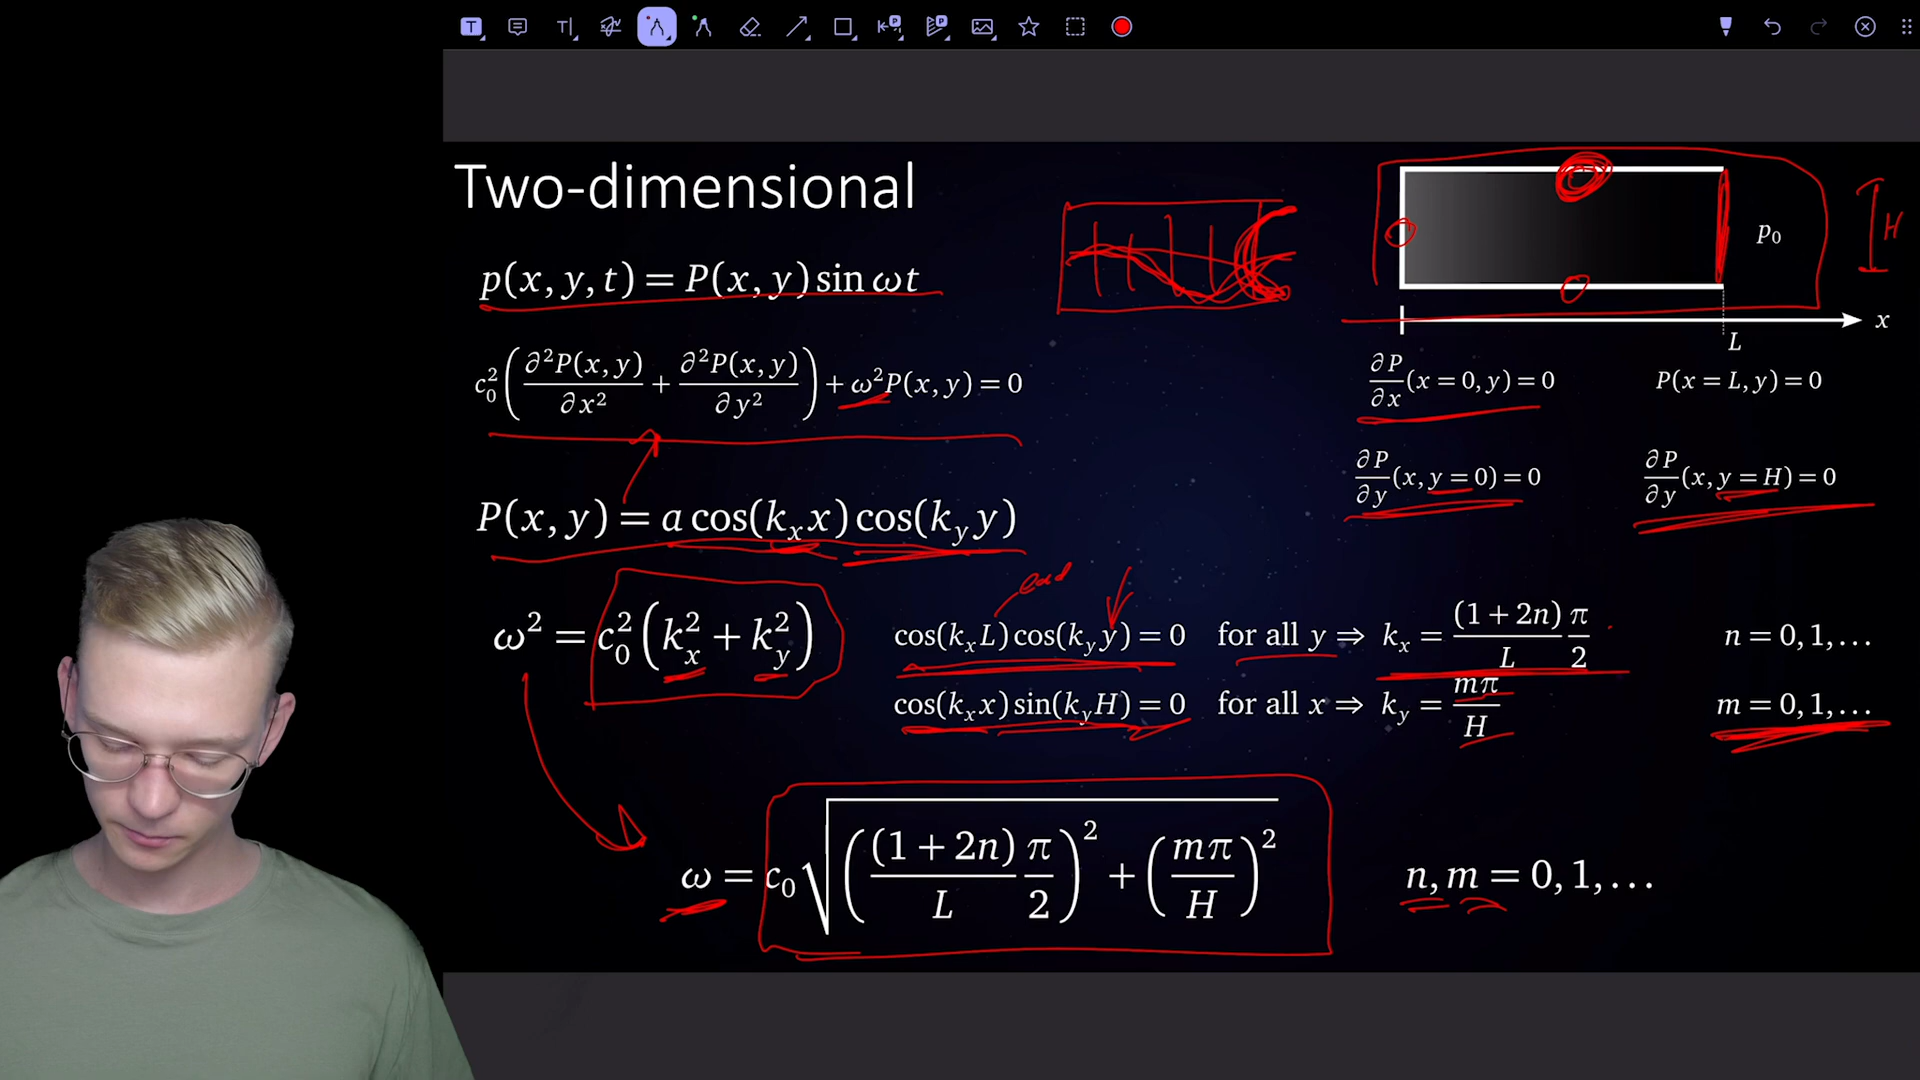 Two-dimensional
p₀
H
p(x, y, t) = P(x, y) sin ωt
x
L
c₀²(∂²P(x, y)/∂x² + ∂²P(x, y)/∂y²) + ω²P(x, y) = 0
∂P/∂x (x = 0, y) = 0
P(x = L, y) = 0
∂P/∂y (x, y = 0) = 0
∂P/∂y (x, y = H) = 0
P(x, y) = a cos(kₓx) cos(k_y y)
ω² = c₀²(kₓ² + k_y²)
cos(kₓL) cos(k_y y) = 0 for all y ⇒ kₓ = (1 + 2n)/L π/2 n = 0, 1, …
cos(kₓx) sin(k_y H) = 0 for all x ⇒ k_y = mπ/H m = 0, 1, …
ω = c₀√(((1 + 2n)/L π/2)² + (mπ/H)²) n, m = 0, 1, …